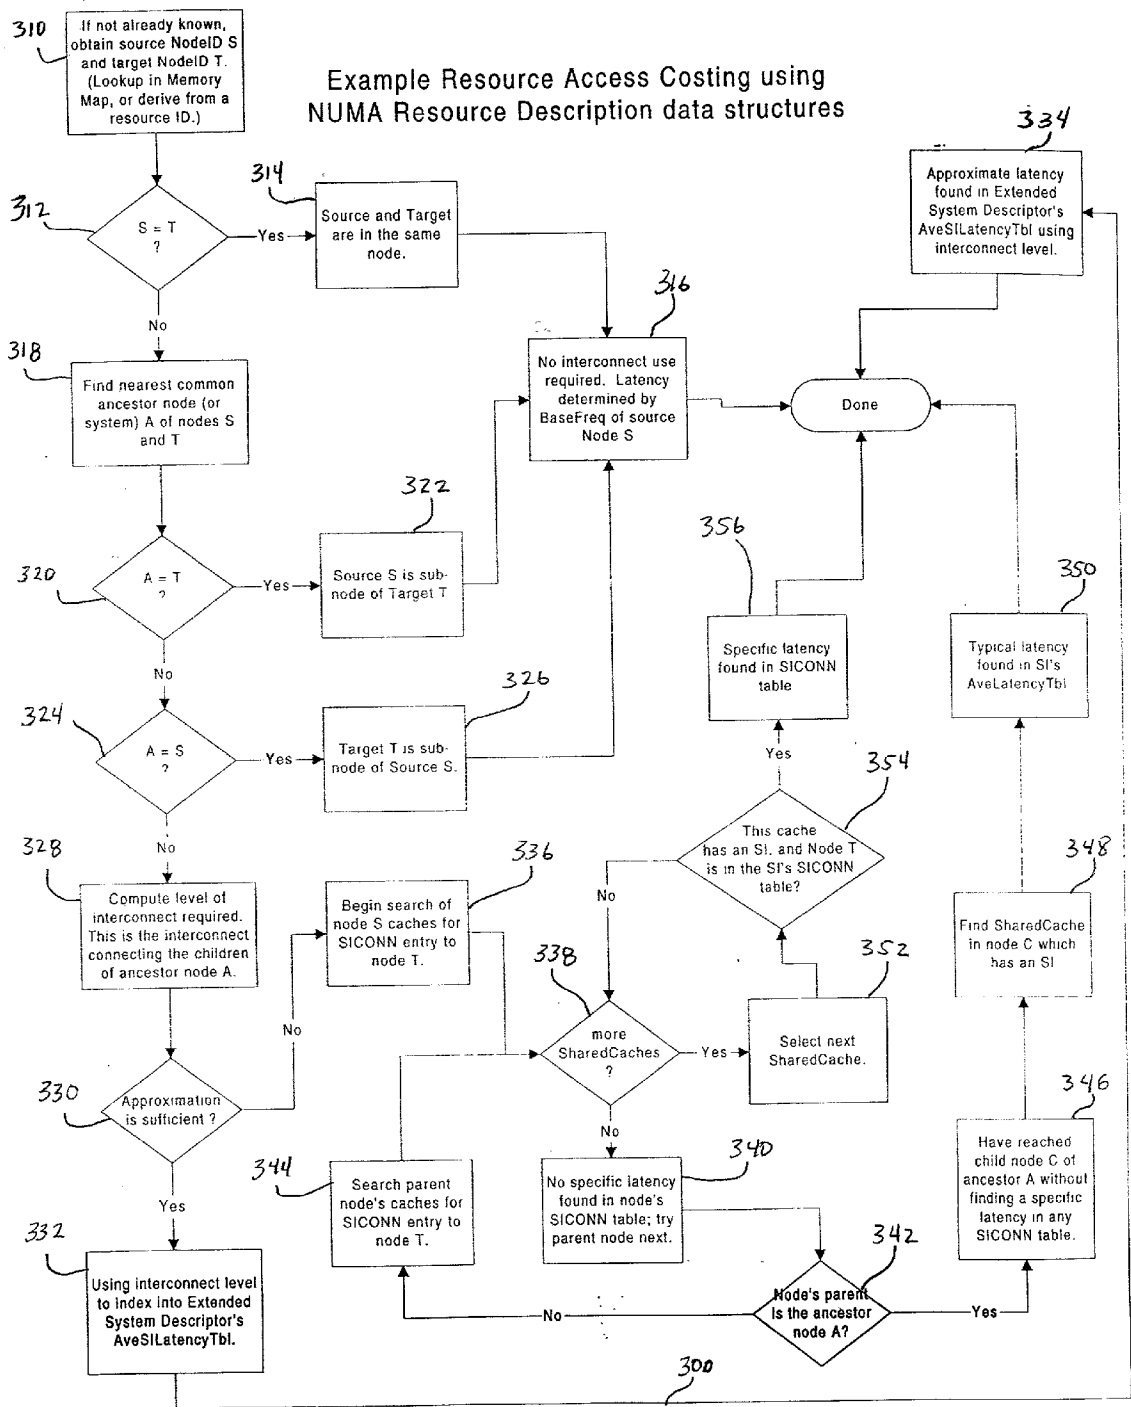 Example Resource Access Costing using
NUMA Resource Description data structures
310
If not already known,
obtain source NodeID S
and target NodeID T.
(Lookup in Memory
Map, or derive from a
resource ID.)
312
S = T
?
Yes
No
314
Source and Target
are in the same
node.
316
No interconnect use
required. Latency
determined by
BaseFreq of source
Node S
334
Approximate latency
found in Extended
System Descriptor's
AveSILatencyTbl using
interconnect level.
Done
318
Find nearest common
ancestor node (or
system) A of nodes S
and T
320
A = T
?
Yes
No
322
Source S is sub-
node of Target T
324
A = S
?
Yes
No
326
Target T is sub-
node of Source S.
356
Specific latency
found in SICONN
table
350
Typical latency
found in SI's
AveLatencyTbl
Yes
354
This cache
has an SI, and Node T
is in the SI's SICONN
table?
No
328
Compute level of
interconnect required.
This is the interconnect
connecting the children
of ancestor node A.
336
Begin search of
node S caches for
SICONN entry to
node T.
348
Find SharedCache
in node C which
has an SI
338
more
SharedCaches
?
Yes
No
352
Select next
SharedCache.
330
Approximation
is sufficient ?
No
Yes
344
Search parent
node's caches for
SICONN entry to
node T.
340
No specific latency
found in node's
SICONN table; try
parent node next.
346
Have reached
child node C of
ancestor A without
finding a specific
latency in any
SICONN table.
342
Node's parent
is the ancestor
node A?
No
Yes
332
Using interconnect level
to index into Extended
System Descriptor's
AveSILatencyTbl.
300